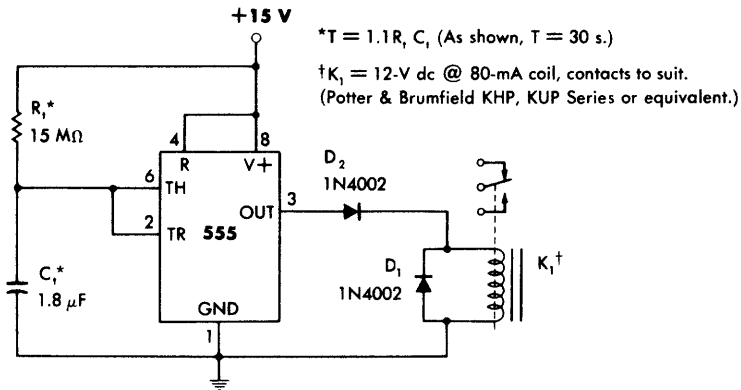 +15 V
*T = 1.1R, C, (As shown, T = 30 s.)
†K₁ = 12-V dc @ 80-mA coil, contacts to suit.
(Potter & Brumfield KHP, KUP Series or equivalent.)
R₁*
15 MΩ
4
8
R
V+
6
TH
D₂
1N4002
3
OUT
2
TR
555
C₁*
1.8 µF
D₁
1N4002
K₁†
GND
1